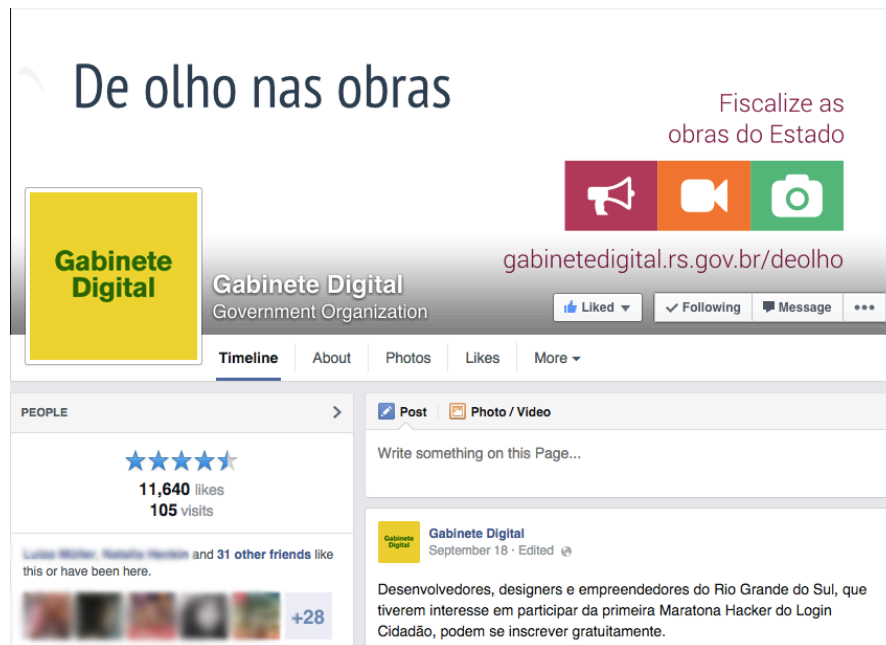 De olho nas obras
Fiscalize as
obras do Estado
gabinetedigital.rs.gov.br/deolho
Gabinete
Digital
Gabinete Digital
Government Organization
Liked
Following
Message
Timeline
About
Photos
Likes
More
PEOPLE
11,640 likes
105 visits
and 31 other friends like
this or have been here.
+28
Post
Photo / Video
Write something on this Page...
Gabinete
Digital
Gabinete Digital
September 18 · Edited
Desenvolvedores, designers e empreendedores do Rio Grande do Sul, que
tiverem interesse em participar da primeira Maratona Hacker do Login
Cidadão, podem se inscrever gratuitamente.